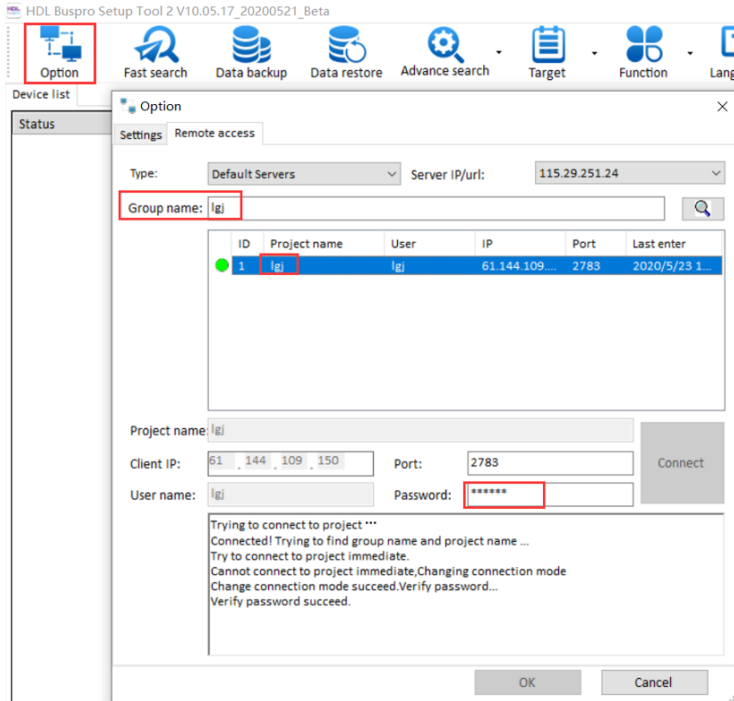 HDL HDL Buspro Setup Tool 2 V10.05.17_20200521_Beta
Option Fast search Data backup Data restore Advance search Target Function Lang
Device list
Status
Option
Settings Remote access
Type: Default Servers Server IP/url: 115.29.251.24
Group name: lgj
ID Project name User IP Port Last enter
1 lgj lgj 61.144.109.... 2783 2020/5/23 1...
Project name: lgj
Client IP: 61 . 144 . 109 . 150 Port: 2783
Connect
User name: lgj Password: ******
Trying to connect to project ...
Connected! Trying to find group name and project name ...
Try to connect to project immediate.
Cannot connect to project immediate,Changing connection mode
Change connection mode succeed.Verify password...
Verify password succeed.
OK Cancel